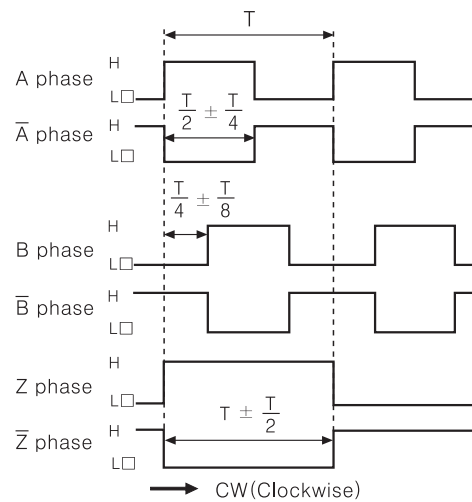 T
H
A phase
L□
T/2 ± T/4
H
A̅ phase
L□
T/4 ± T/8
H
B phase
L□
H
B̅ phase
L□
H
Z phase
L□
T ± T/2
H
Z̅ phase
L□
CW(Clockwise)